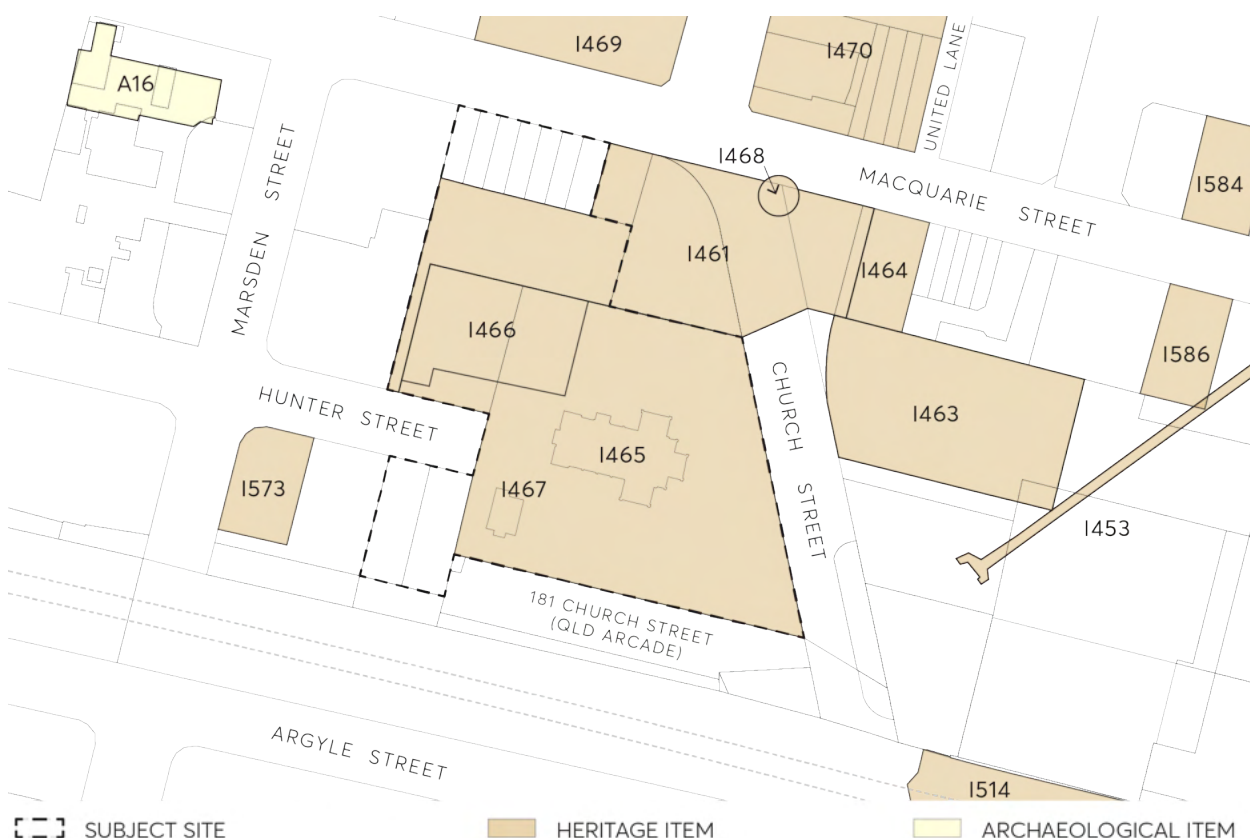 I469
I470
UNITED LANE
A16
I468
MACQUARIE STREET
I584
MARSDEN STREET
I461
I464
I466
I586
HUNTER STREET
CHURCH STREET
I463
I465
I573
I467
I453
181 CHURCH STREET
(QLD ARCADE)
ARGYLE STREET
I514
SUBJECT SITE
HERITAGE ITEM
ARCHAEOLOGICAL ITEM